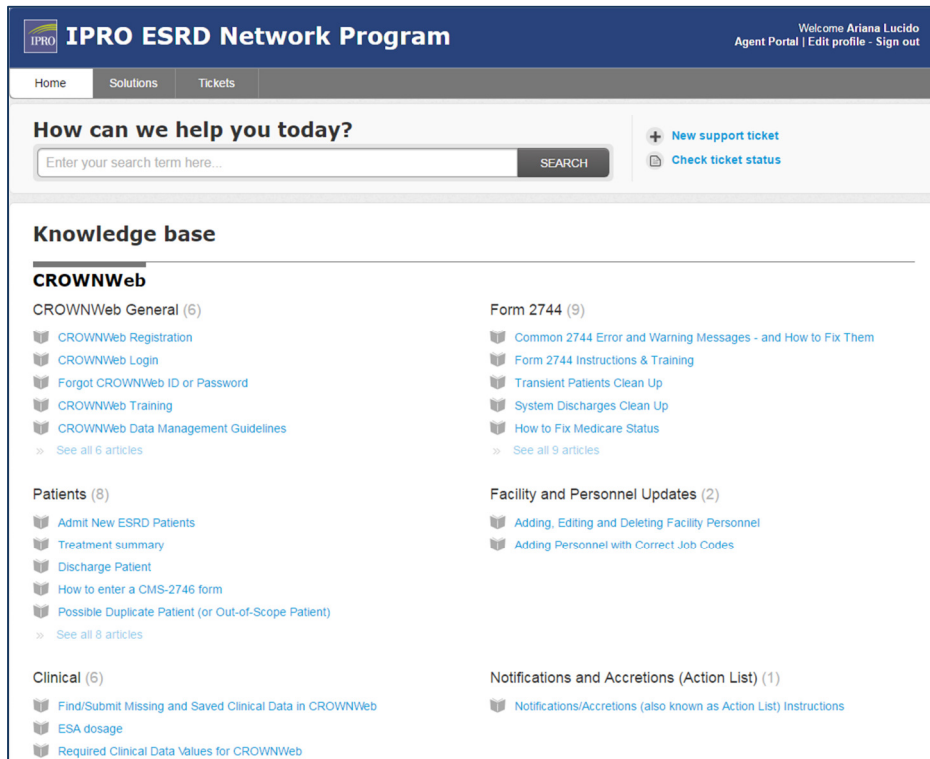 IPRO
IPRO ESRD Network Program
Welcome Ariana Lucido
Agent Portal | Edit profile - Sign out
Home
Solutions
Tickets
How can we help you today?
Enter your search term here...
SEARCH
New support ticket
Check ticket status
Knowledge base
CROWNWeb
CROWNWeb General (6)
CROWNWeb Registration
CROWNWeb Login
Forgot CROWNWeb ID or Password
CROWNWeb Training
CROWNWeb Data Management Guidelines
» See all 6 articles
Form 2744 (9)
Common 2744 Error and Warning Messages - and How to Fix Them
Form 2744 Instructions & Training
Transient Patients Clean Up
System Discharges Clean Up
How to Fix Medicare Status
» See all 9 articles
Patients (8)
Admit New ESRD Patients
Treatment summary
Discharge Patient
How to enter a CMS-2746 form
Possible Duplicate Patient (or Out-of-Scope Patient)
» See all 8 articles
Facility and Personnel Updates (2)
Adding, Editing and Deleting Facility Personnel
Adding Personnel with Correct Job Codes
Clinical (6)
Find/Submit Missing and Saved Clinical Data in CROWNWeb
ESA dosage
Required Clinical Data Values for CROWNWeb
Notifications and Accretions (Action List) (1)
Notifications/Accretions (also known as Action List) Instructions